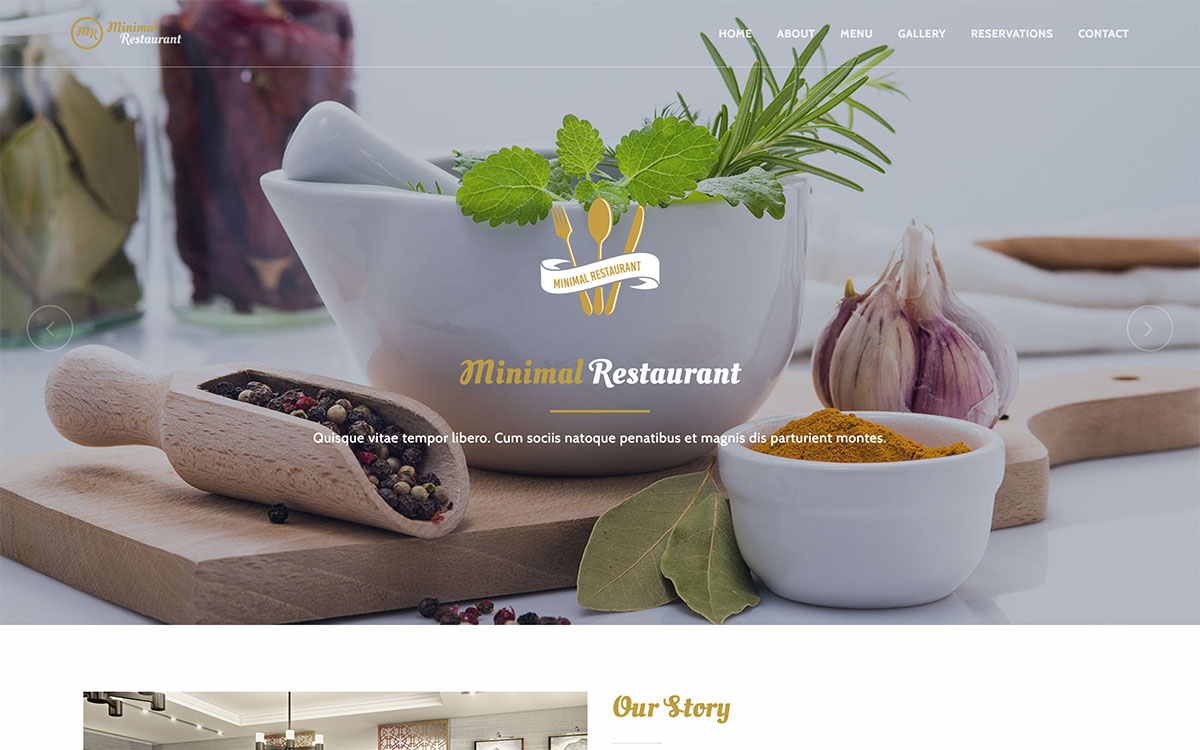 MR Minimal
Restaurant
HOME ABOUT MENU GALLERY RESERVATIONS CONTACT
MINIMAL RESTAURANT
Minimal Restaurant
Quisque vitae tempor libero. Cum sociis natoque penatibus et magnis dis parturient montes.
Our Story